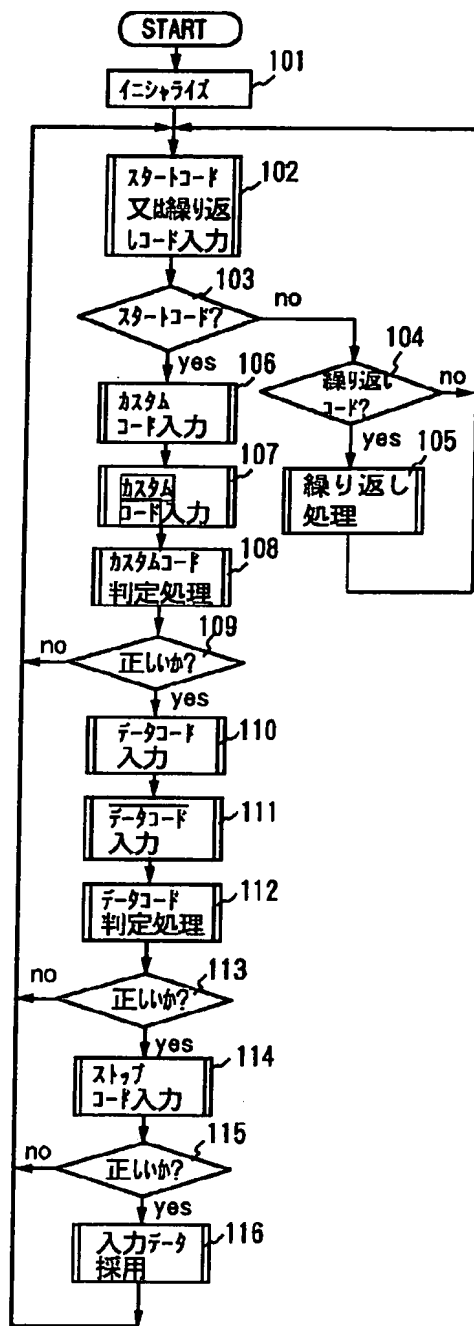 START
101
イニシャライズ
スタートコード
又は繰り返
しコード入力
102
103
スタートコード?
no
yes
104
繰り返し
コード?
no
yes
105
繰り返し
処理
106
カスタム
コード入力
107
カスタム
コード入力
108
カスタムコード
判定処理
109
no
正しいか?
yes
データコード
入力
110
データコード
入力
111
データコード
判定処理
112
no
正しいか?
113
yes
ストップ
コード入力
114
no
正しいか?
115
yes
入力データ
採用
116